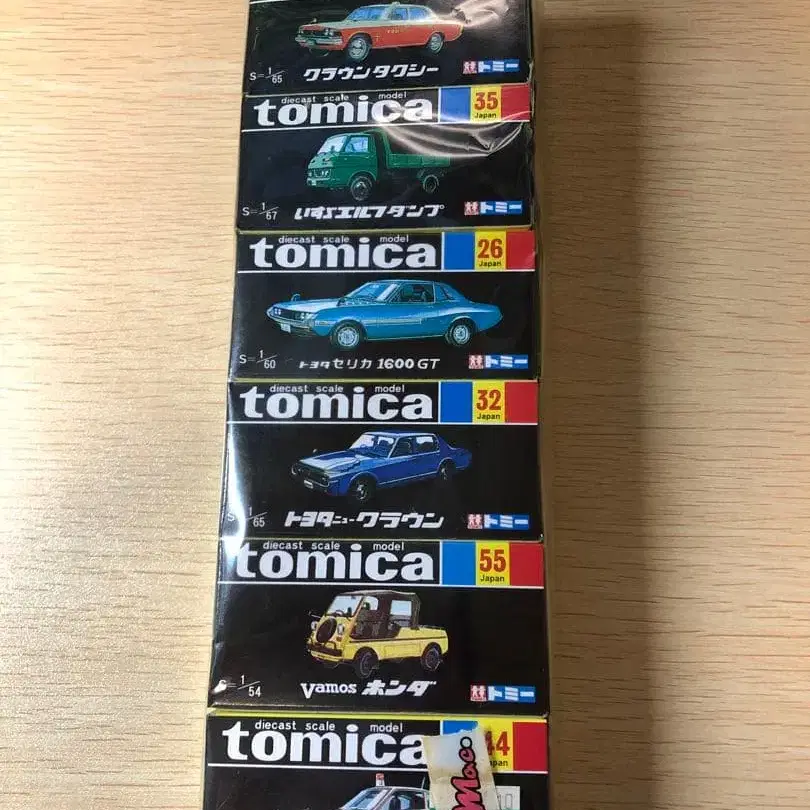 S=1/65 クラウンタクシー トミー
diecast scale model
tomica 35
Japan
S=1/67 いすゞエルフダンプ トミー
diecast scale model
tomica 26
Japan
S=1/60 トヨタ セリカ 1600 GT トミー
diecast scale model
tomica 32
Japan
S 1/65 トヨタニュークラウン トミー
diecast scale model
tomica 55
Japan
S=1/54 Vamos ホンダ トミー
diecast scale model
tomica 44
Japan
Mac